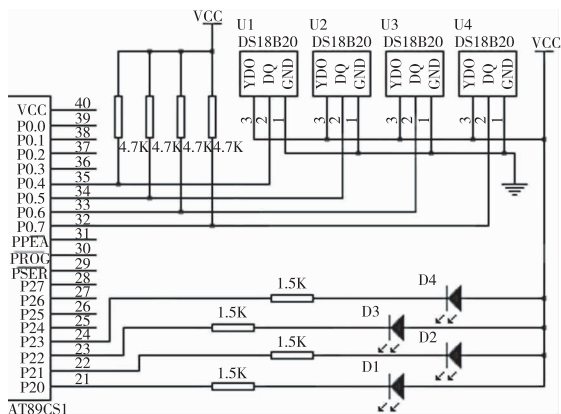 VCC
U1 U2 U3 U4
DS18B20 DS18B20 DS18B20 DS18B20
VCC
YDO DQ GND YDO DQ GND YDO DQ GND YDO DQ GND
3 2 1 3 2 1 3 2 1 3 2 1
4.7K 4.7K 4.7K 4.7K
VCC 40
P0.0 39
P0.1 38
P0.2 37
P0.3 36
P0.4 35
P0.5 34
P0.6 33
P0.7 32
PPEA 31
PROG 30
PSER 29
P27 28
P26 27
P25 26
P24 25
P23 24
P22 23
P21 22
P20 21
AT89CS1
1.5K D4
1.5K D3
1.5K D2
1.5K D1